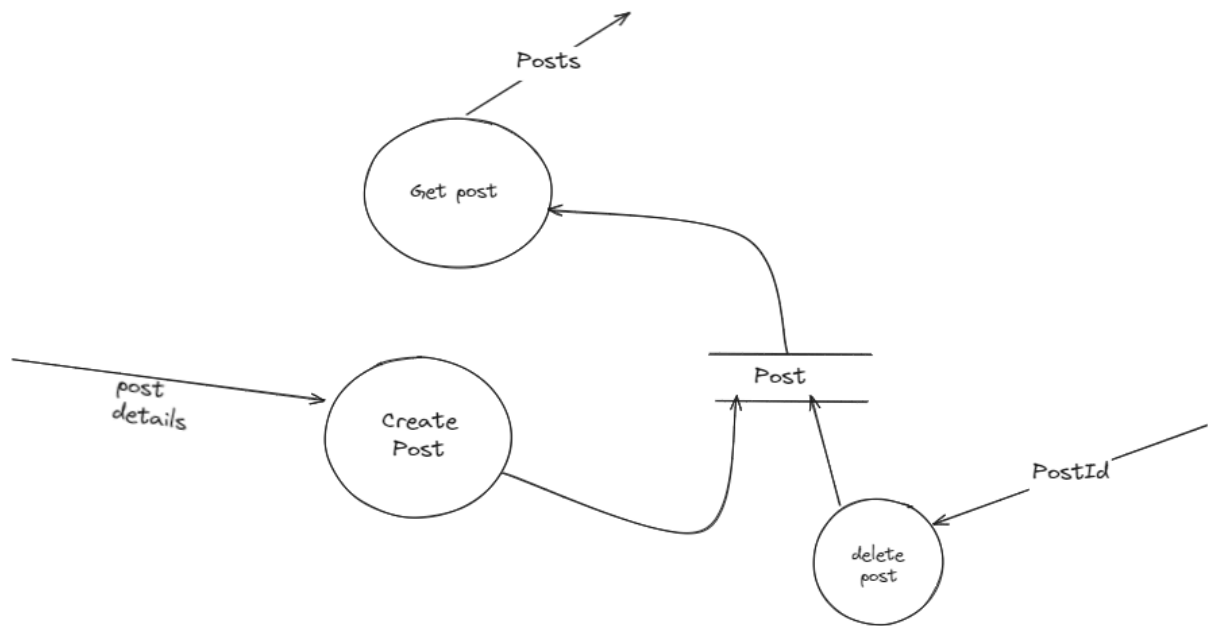 Posts
Get post
Post
post
details
Create
Post
PostId
delete
post